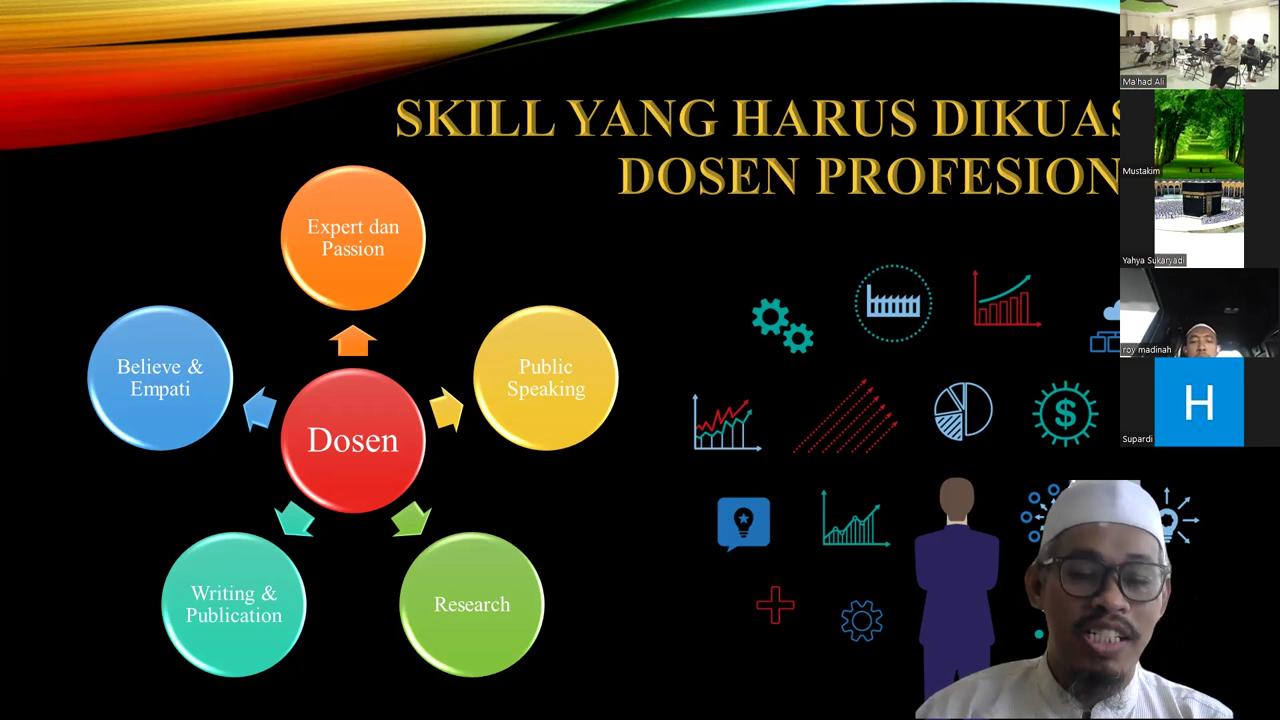 SKILL YANG HARUS DIKUAS
DOSEN PROFESION
Expert dan
Passion
Believe &
Empati
Public
Speaking
Dosen
Writing &
Publication
Research
$
Ma'had Ali
Mustakim
Yahya Sukaryadi
roy madinah
H
Supardi